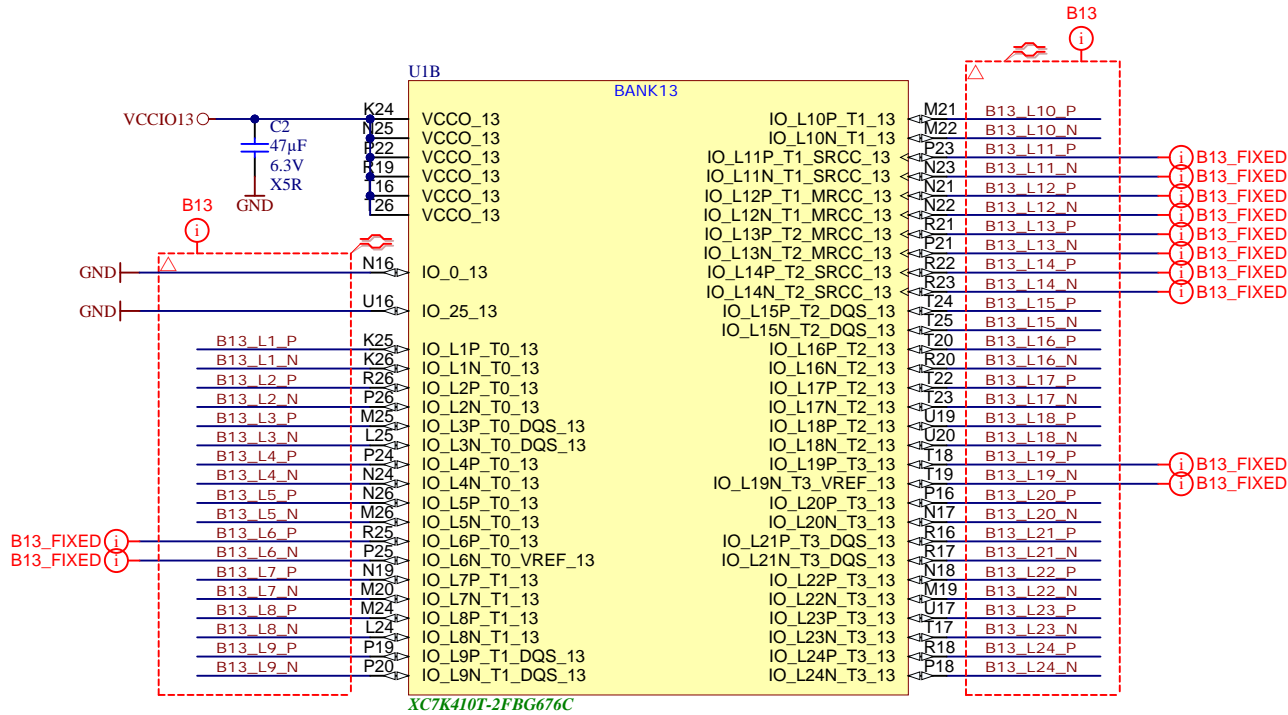 B13
i
U1B
BANK13
VCCIO13
C2
47µF
6.3V
X5R
GND
K24 VCCO_13
N25 VCCO_13
P22 VCCO_13
R19 VCCO_13
T16 VCCO_13
T26 VCCO_13
B13
i
GND N16 IO_0_13
GND U16 IO_25_13
B13_L1_P K25 IO_L1P_T0_13
B13_L1_N K26 IO_L1N_T0_13
B13_L2_P R26 IO_L2P_T0_13
B13_L2_N P26 IO_L2N_T0_13
B13_L3_P M25 IO_L3P_T0_DQS_13
B13_L3_N L25 IO_L3N_T0_DQS_13
B13_L4_P P24 IO_L4P_T0_13
B13_L4_N N24 IO_L4N_T0_13
B13_L5_P N26 IO_L5P_T0_13
B13_L5_N M26 IO_L5N_T0_13
B13_FIXED i B13_L6_P R25 IO_L6P_T0_13
B13_FIXED i B13_L6_N P25 IO_L6N_T0_VREF_13
B13_L7_P N19 IO_L7P_T1_13
B13_L7_N M20 IO_L7N_T1_13
B13_L8_P M24 IO_L8P_T1_13
B13_L8_N L24 IO_L8N_T1_13
B13_L9_P P19 IO_L9P_T1_DQS_13
B13_L9_N P20 IO_L9N_T1_DQS_13
IO_L10P_T1_13 M21 B13_L10_P
IO_L10N_T1_13 M22 B13_L10_N
IO_L11P_T1_SRCC_13 P23 B13_L11_P i B13_FIXED
IO_L11N_T1_SRCC_13 N23 B13_L11_N i B13_FIXED
IO_L12P_T1_MRCC_13 N21 B13_L12_P i B13_FIXED
IO_L12N_T1_MRCC_13 N22 B13_L12_N i B13_FIXED
IO_L13P_T2_MRCC_13 R21 B13_L13_P i B13_FIXED
IO_L13N_T2_MRCC_13 P21 B13_L13_N i B13_FIXED
IO_L14P_T2_SRCC_13 R22 B13_L14_P i B13_FIXED
IO_L14N_T2_SRCC_13 R23 B13_L14_N i B13_FIXED
IO_L15P_T2_DQS_13 T24 B13_L15_P
IO_L15N_T2_DQS_13 T25 B13_L15_N
IO_L16P_T2_13 T20 B13_L16_P
IO_L16N_T2_13 R20 B13_L16_N
IO_L17P_T2_13 T22 B13_L17_P
IO_L17N_T2_13 T23 B13_L17_N
IO_L18P_T2_13 U19 B13_L18_P
IO_L18N_T2_13 U20 B13_L18_N
IO_L19P_T3_13 T18 B13_L19_P i B13_FIXED
IO_L19N_T3_VREF_13 T19 B13_L19_N i B13_FIXED
IO_L20P_T3_13 P16 B13_L20_P
IO_L20N_T3_13 N17 B13_L20_N
IO_L21P_T3_DQS_13 R16 B13_L21_P
IO_L21N_T3_DQS_13 R17 B13_L21_N
IO_L22P_T3_13 N18 B13_L22_P
IO_L22N_T3_13 M19 B13_L22_N
IO_L23P_T3_13 U17 B13_L23_P
IO_L23N_T3_13 T17 B13_L23_N
IO_L24P_T3_13 R18 B13_L24_P
IO_L24N_T3_13 P18 B13_L24_N
XC7K410T-2FBG676C